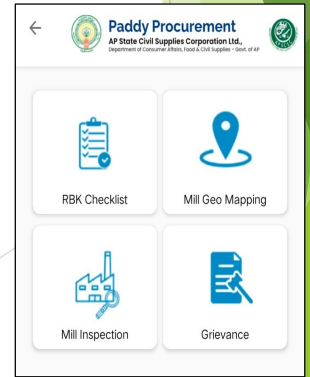 Paddy Procurement
AP State Civil Supplies Corporation Ltd.,
Department of Consumer Affairs, Food & Civil Supplies - Govt. of AP
RBK Checklist
Mill Geo Mapping
Mill Inspection
Grievance